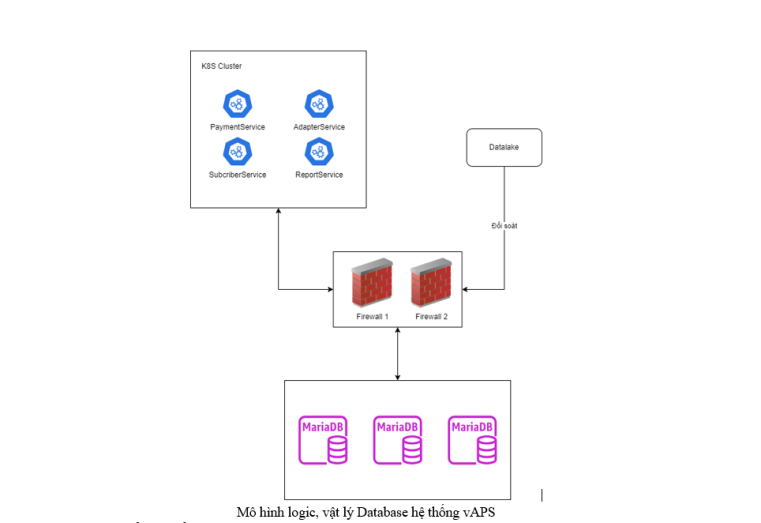 K8S Cluster
PaymentService
AdapterService
SubcriberService
ReportService
Datalake
Đối soát
Firewall 1
Firewall 2
MariaDB
MariaDB
MariaDB
Mô hình logic, vật lý Database hệ thống vAPS